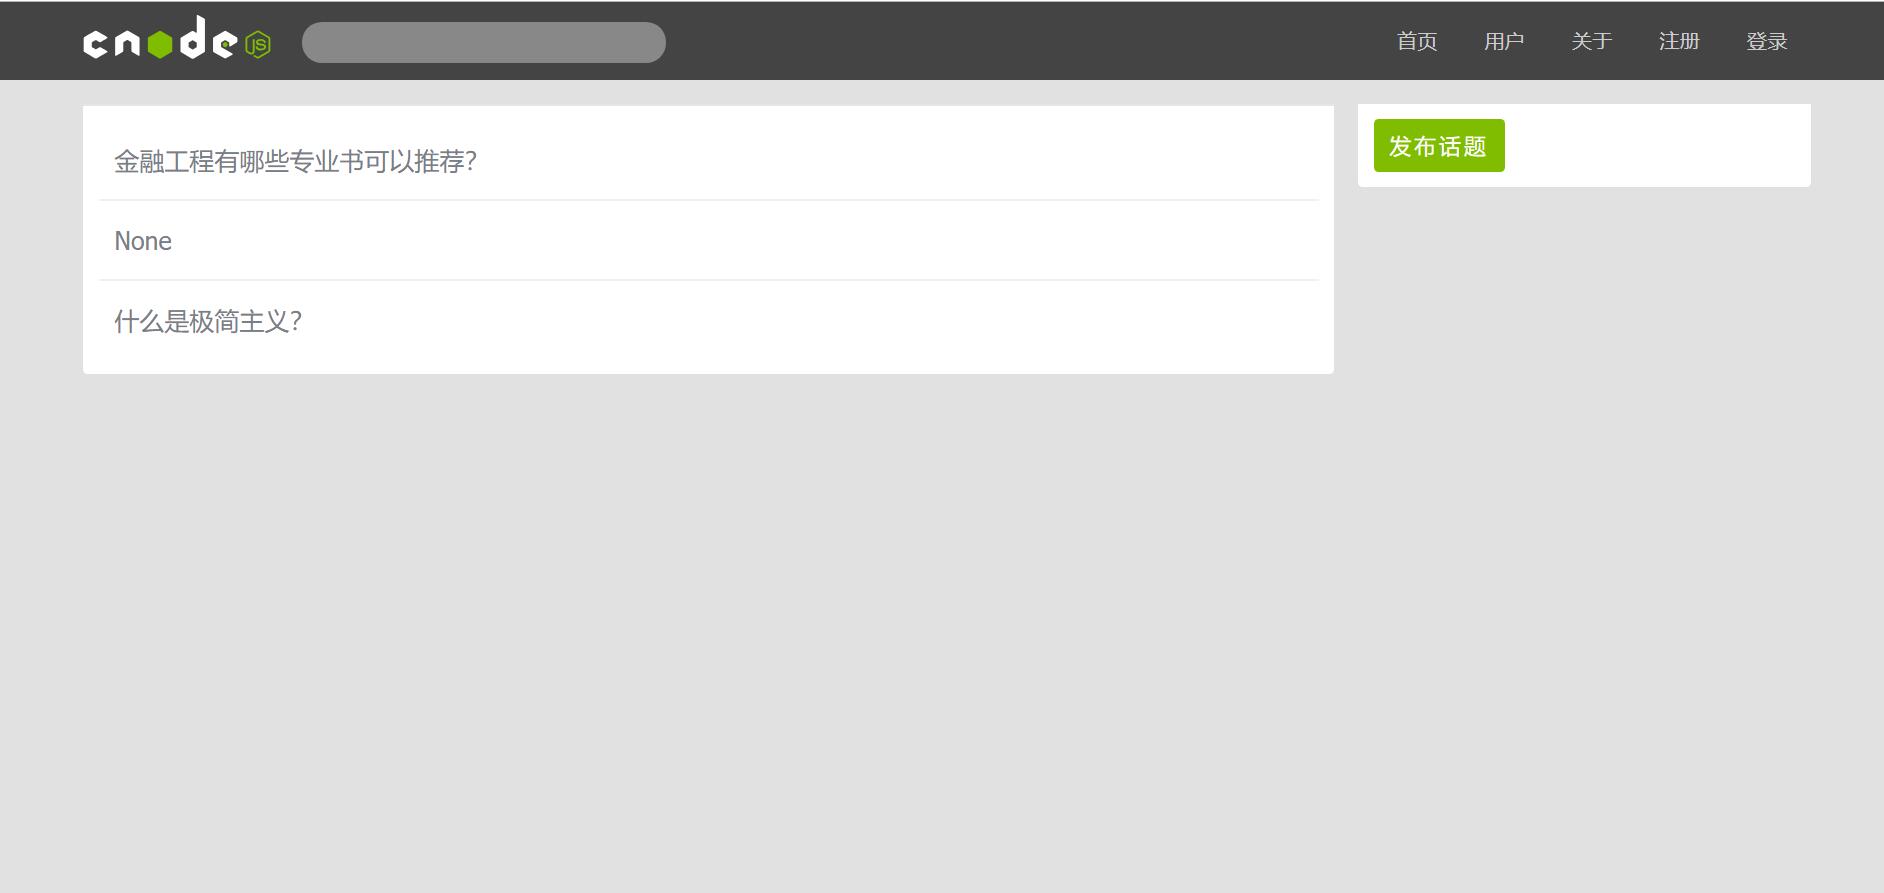 cnode JS
首页 用户 关于 注册 登录
金融工程有哪些专业书可以推荐?
None
什么是极简主义?
发布话题